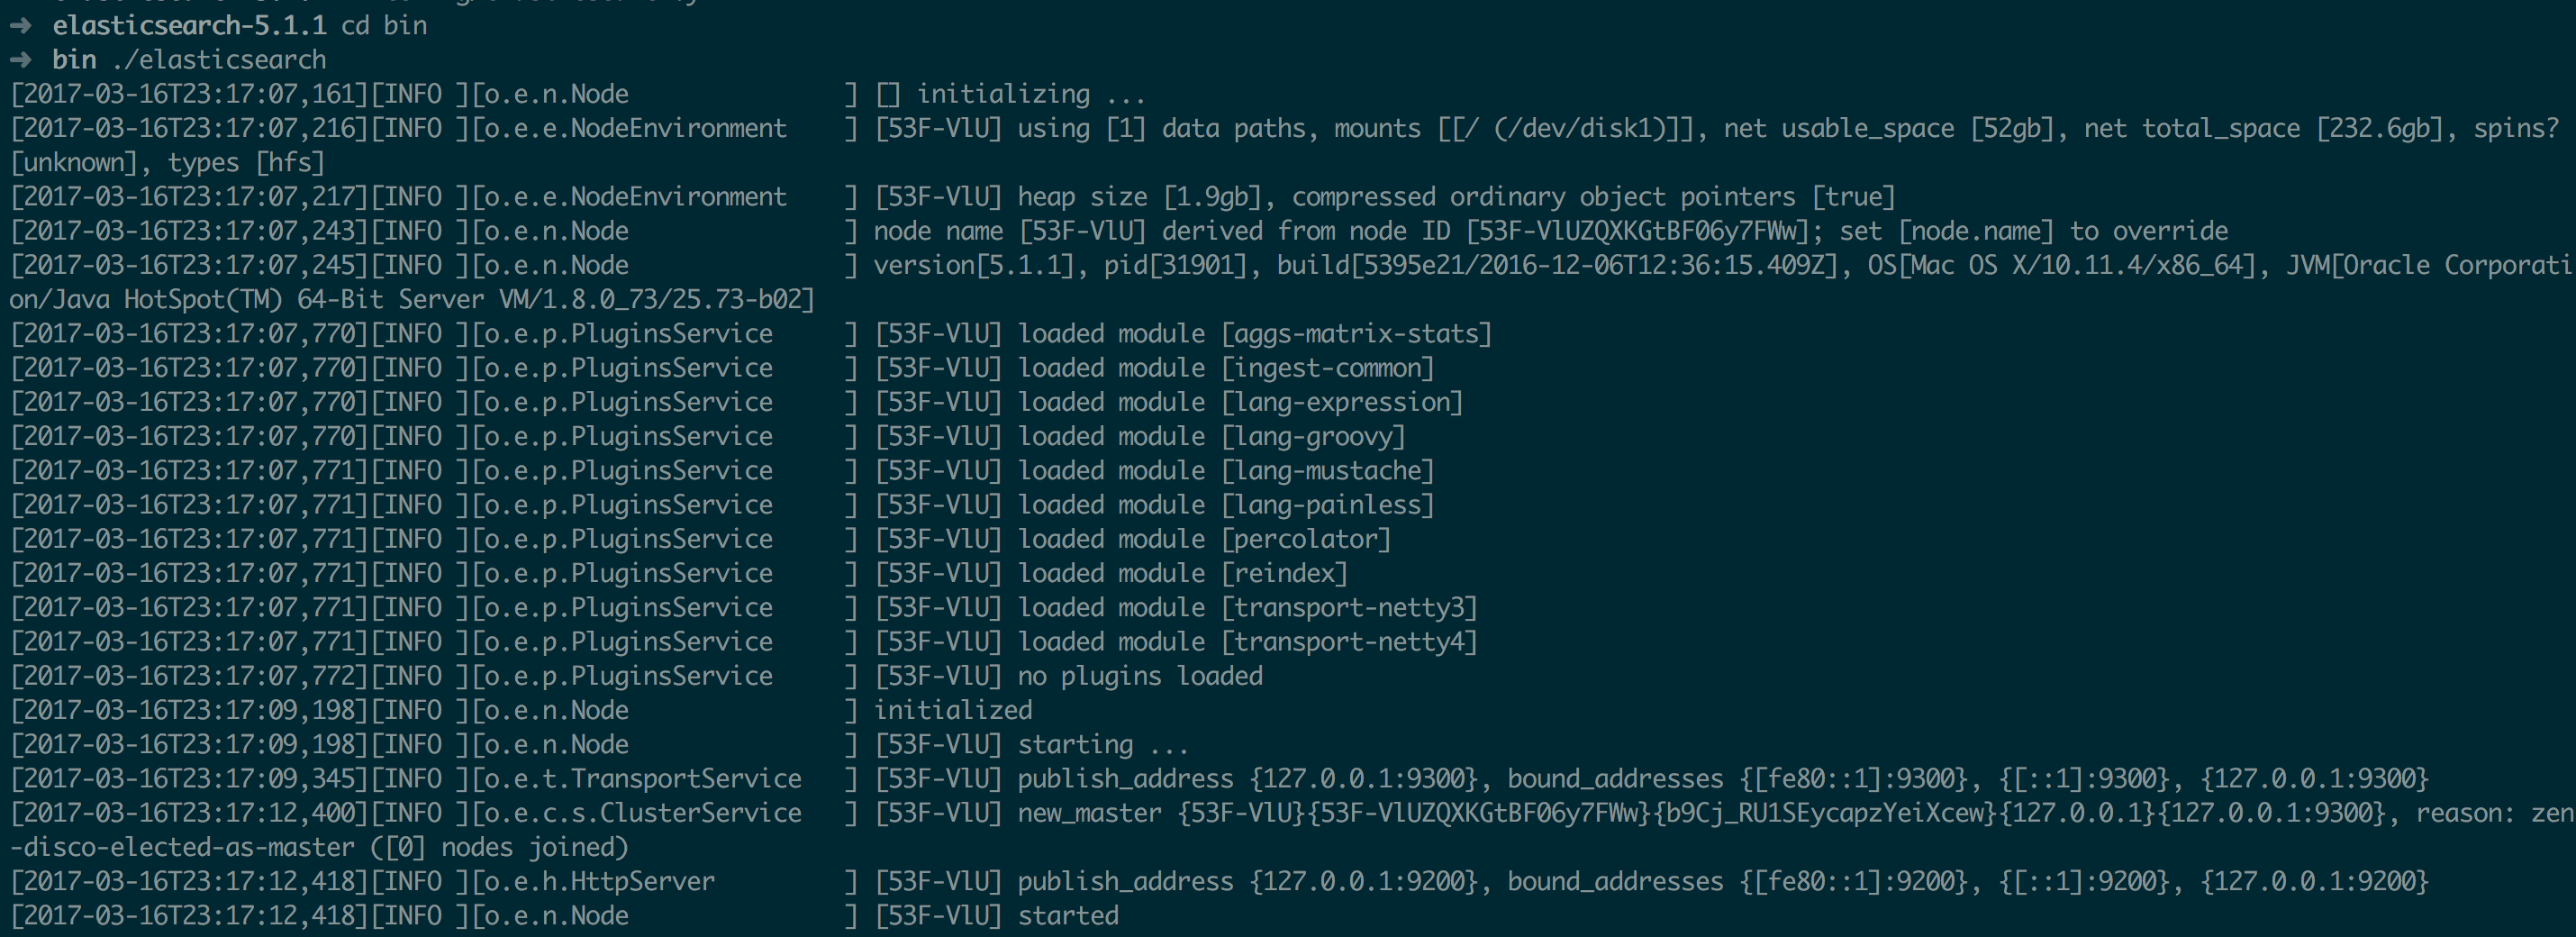 ➜ elasticsearch-5.1.1 cd bin
➜ bin ./elasticsearch
[2017-03-16T23:17:07,161][INFO ][o.e.n.Node               ] [] initializing ...
[2017-03-16T23:17:07,216][INFO ][o.e.e.NodeEnvironment    ] [53F-VlU] using [1] data paths, mounts [[/ (/dev/disk1)]], net usable_space [52gb], net total_space [232.6gb], spins?
[unknown], types [hfs]
[2017-03-16T23:17:07,217][INFO ][o.e.e.NodeEnvironment    ] [53F-VlU] heap size [1.9gb], compressed ordinary object pointers [true]
[2017-03-16T23:17:07,243][INFO ][o.e.n.Node               ] node name [53F-VlU] derived from node ID [53F-VlUZQXKGtBF06y7FWw]; set [node.name] to override
[2017-03-16T23:17:07,245][INFO ][o.e.n.Node               ] version[5.1.1], pid[31901], build[5395e21/2016-12-06T12:36:15.409Z], OS[Mac OS X/10.11.4/x86_64], JVM[Oracle Corporati
on/Java HotSpot(TM) 64-Bit Server VM/1.8.0_73/25.73-b02]
[2017-03-16T23:17:07,770][INFO ][o.e.p.PluginsService     ] [53F-VlU] loaded module [aggs-matrix-stats]
[2017-03-16T23:17:07,770][INFO ][o.e.p.PluginsService     ] [53F-VlU] loaded module [ingest-common]
[2017-03-16T23:17:07,770][INFO ][o.e.p.PluginsService     ] [53F-VlU] loaded module [lang-expression]
[2017-03-16T23:17:07,770][INFO ][o.e.p.PluginsService     ] [53F-VlU] loaded module [lang-groovy]
[2017-03-16T23:17:07,771][INFO ][o.e.p.PluginsService     ] [53F-VlU] loaded module [lang-mustache]
[2017-03-16T23:17:07,771][INFO ][o.e.p.PluginsService     ] [53F-VlU] loaded module [lang-painless]
[2017-03-16T23:17:07,771][INFO ][o.e.p.PluginsService     ] [53F-VlU] loaded module [percolator]
[2017-03-16T23:17:07,771][INFO ][o.e.p.PluginsService     ] [53F-VlU] loaded module [reindex]
[2017-03-16T23:17:07,771][INFO ][o.e.p.PluginsService     ] [53F-VlU] loaded module [transport-netty3]
[2017-03-16T23:17:07,771][INFO ][o.e.p.PluginsService     ] [53F-VlU] loaded module [transport-netty4]
[2017-03-16T23:17:07,772][INFO ][o.e.p.PluginsService     ] [53F-VlU] no plugins loaded
[2017-03-16T23:17:09,198][INFO ][o.e.n.Node               ] initialized
[2017-03-16T23:17:09,198][INFO ][o.e.n.Node               ] [53F-VlU] starting ...
[2017-03-16T23:17:09,345][INFO ][o.e.t.TransportService   ] [53F-VlU] publish_address {127.0.0.1:9300}, bound_addresses {[fe80::1]:9300}, {[::1]:9300}, {127.0.0.1:9300}
[2017-03-16T23:17:12,400][INFO ][o.e.c.s.ClusterService   ] [53F-VlU] new_master {53F-VlU}{53F-VlUZQXKGtBF06y7FWw}{b9Cj_RU1SEycapzYeiXcew}{127.0.0.1}{127.0.0.1:9300}, reason: zen
-disco-elected-as-master ([0] nodes joined)
[2017-03-16T23:17:12,418][INFO ][o.e.h.HttpServer         ] [53F-VlU] publish_address {127.0.0.1:9200}, bound_addresses {[fe80::1]:9200}, {[::1]:9200}, {127.0.0.1:9200}
[2017-03-16T23:17:12,418][INFO ][o.e.n.Node               ] [53F-VlU] started